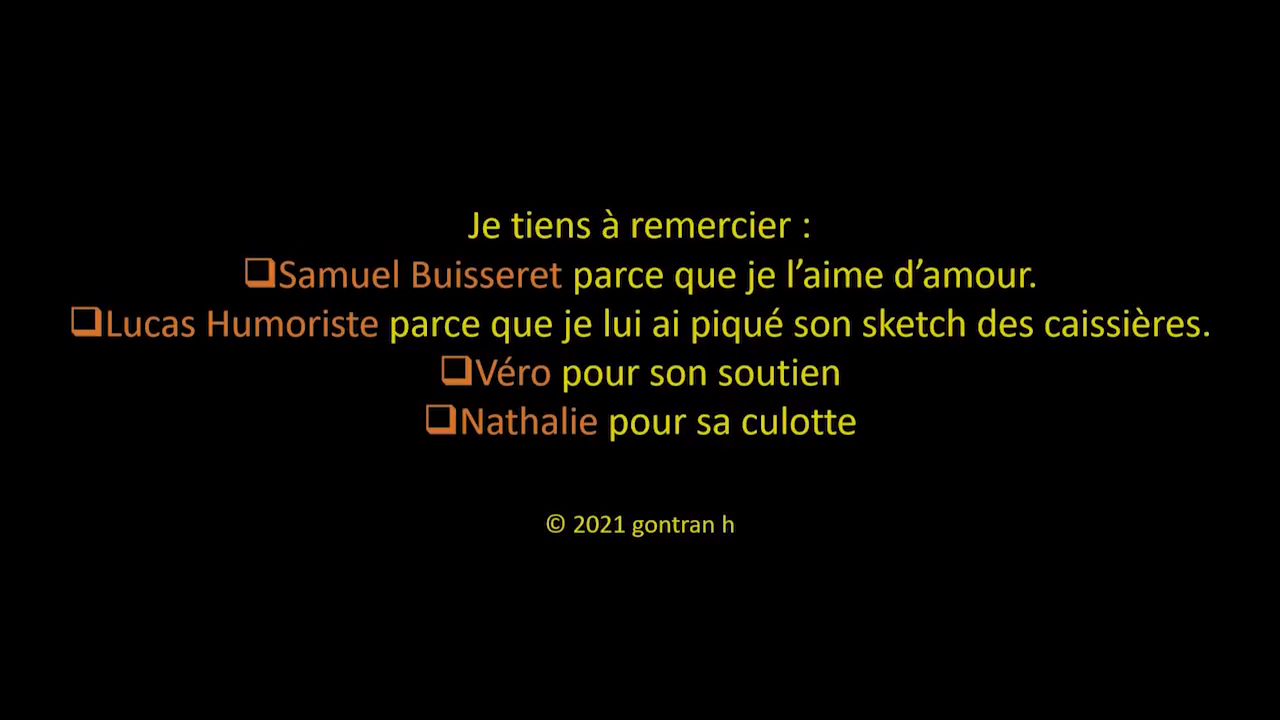 Je tiens à remercier :
❑Samuel Buisseret parce que je l’aime d’amour.
❑Lucas Humoriste parce que je lui ai piqué son sketch des caissières.
❑Véro pour son soutien
❑Nathalie pour sa culotte
© 2021 gontran h